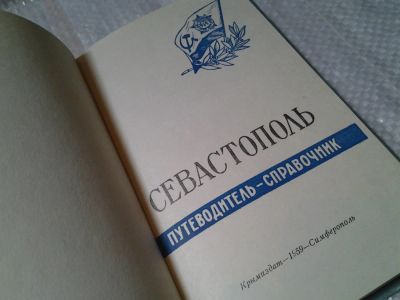 СЕВАСТОПОЛЬ
ПУТЕВОДИТЕЛЬ–СПРАВОЧНИК
Крымиздат—1959—Симферополь